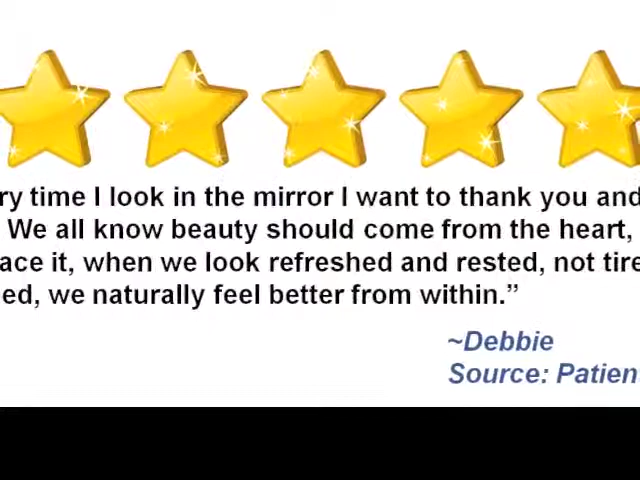 ry time I look in the mirror I want to thank you and
We all know beauty should come from the heart,
ace it, when we look refreshed and rested, not tire
ed, we naturally feel better from within.”
~Debbie
Source: Patien